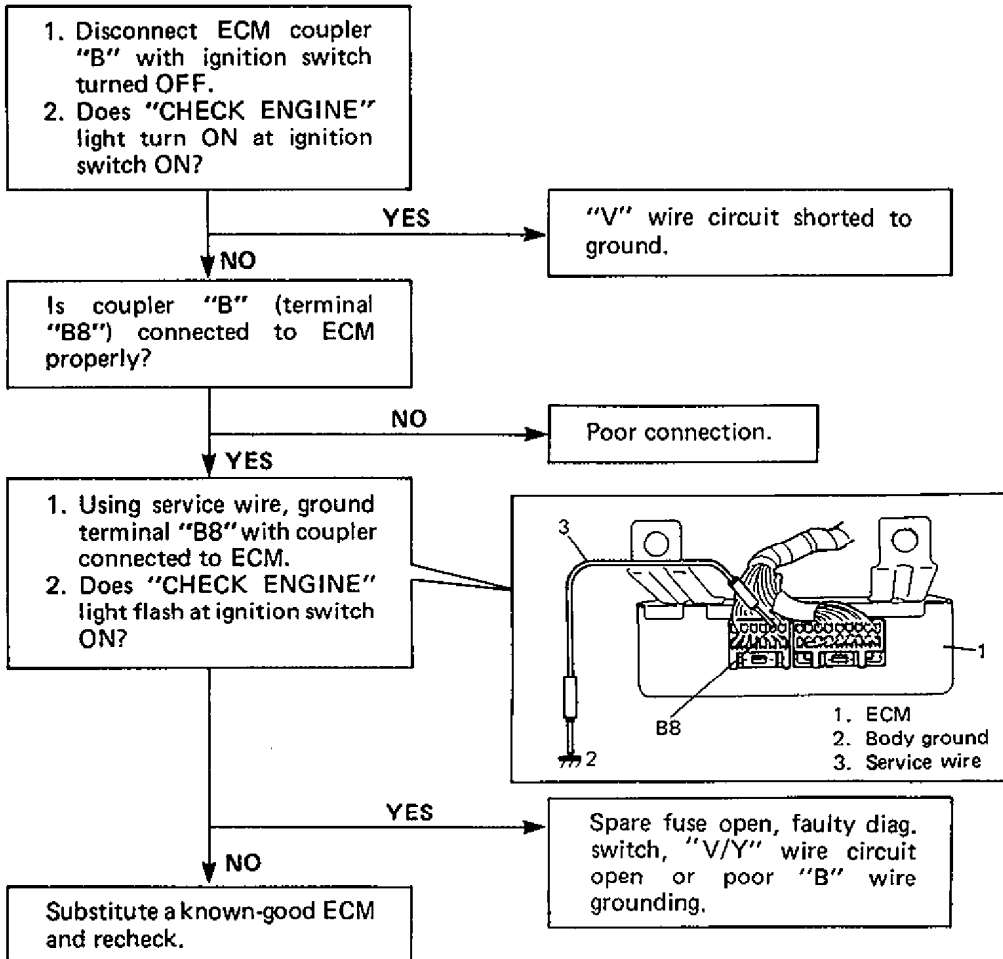 1. Disconnect ECM coupler
"B" with ignition switch
turned OFF.
2. Does "CHECK ENGINE"
light turn ON at ignition
switch ON?
YES
"V" wire circuit shorted to
ground.
NO
Is coupler "B" (terminal
"B8") connected to ECM
properly?
NO
Poor connection.
YES
1. Using service wire, ground
terminal "B8" with coupler
connected to ECM.
2. Does "CHECK ENGINE"
light flash at ignition switch
ON?
3
1
B8
2
1. ECM
2. Body ground
3. Service wire
YES
Spare fuse open, faulty diag.
switch, "V/Y" wire circuit
open or poor "B" wire
grounding.
NO
Substitute a known-good ECM
and recheck.